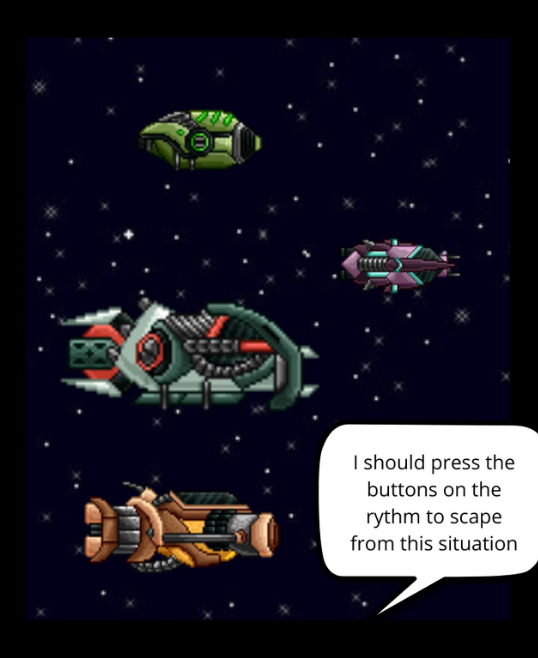 I should press the
buttons on the
rythm to scape
from this situation